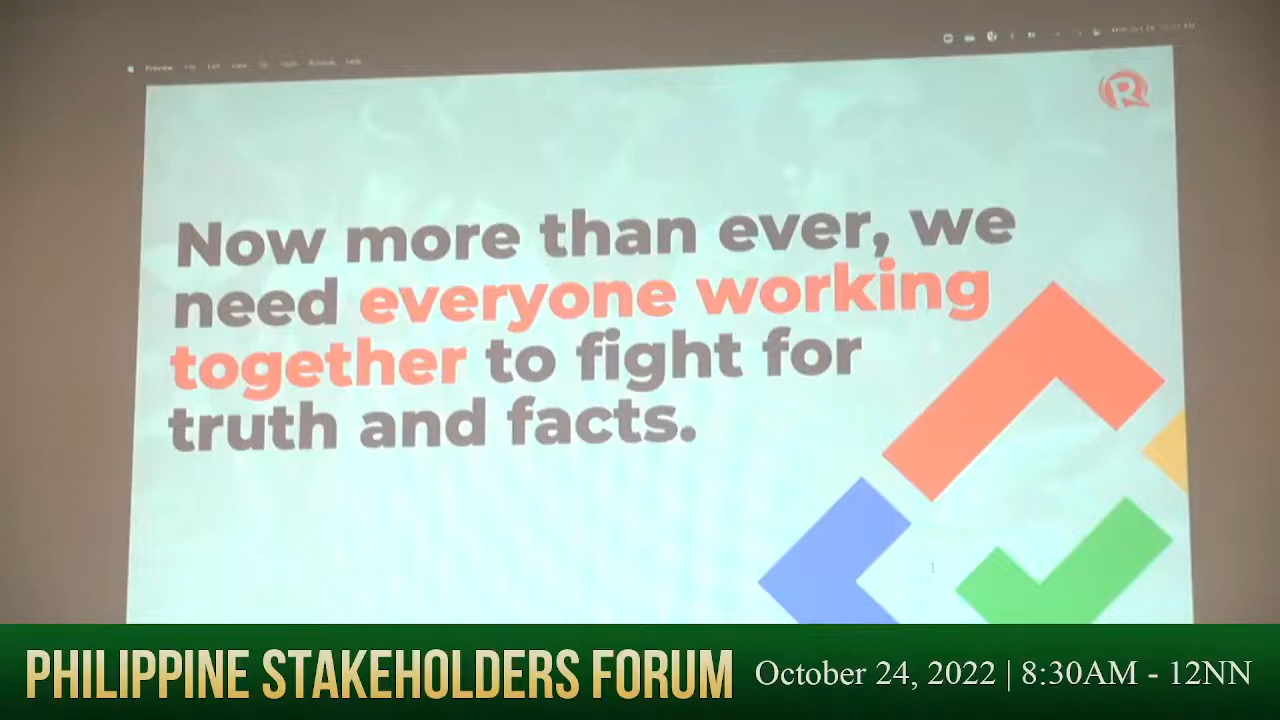 Preview
R
Now more than ever, we
need everyone working
together to fight for
truth and facts.
PHILIPPINE STAKEHOLDERS FORUM
October 24, 2022 | 8:30AM - 12NN